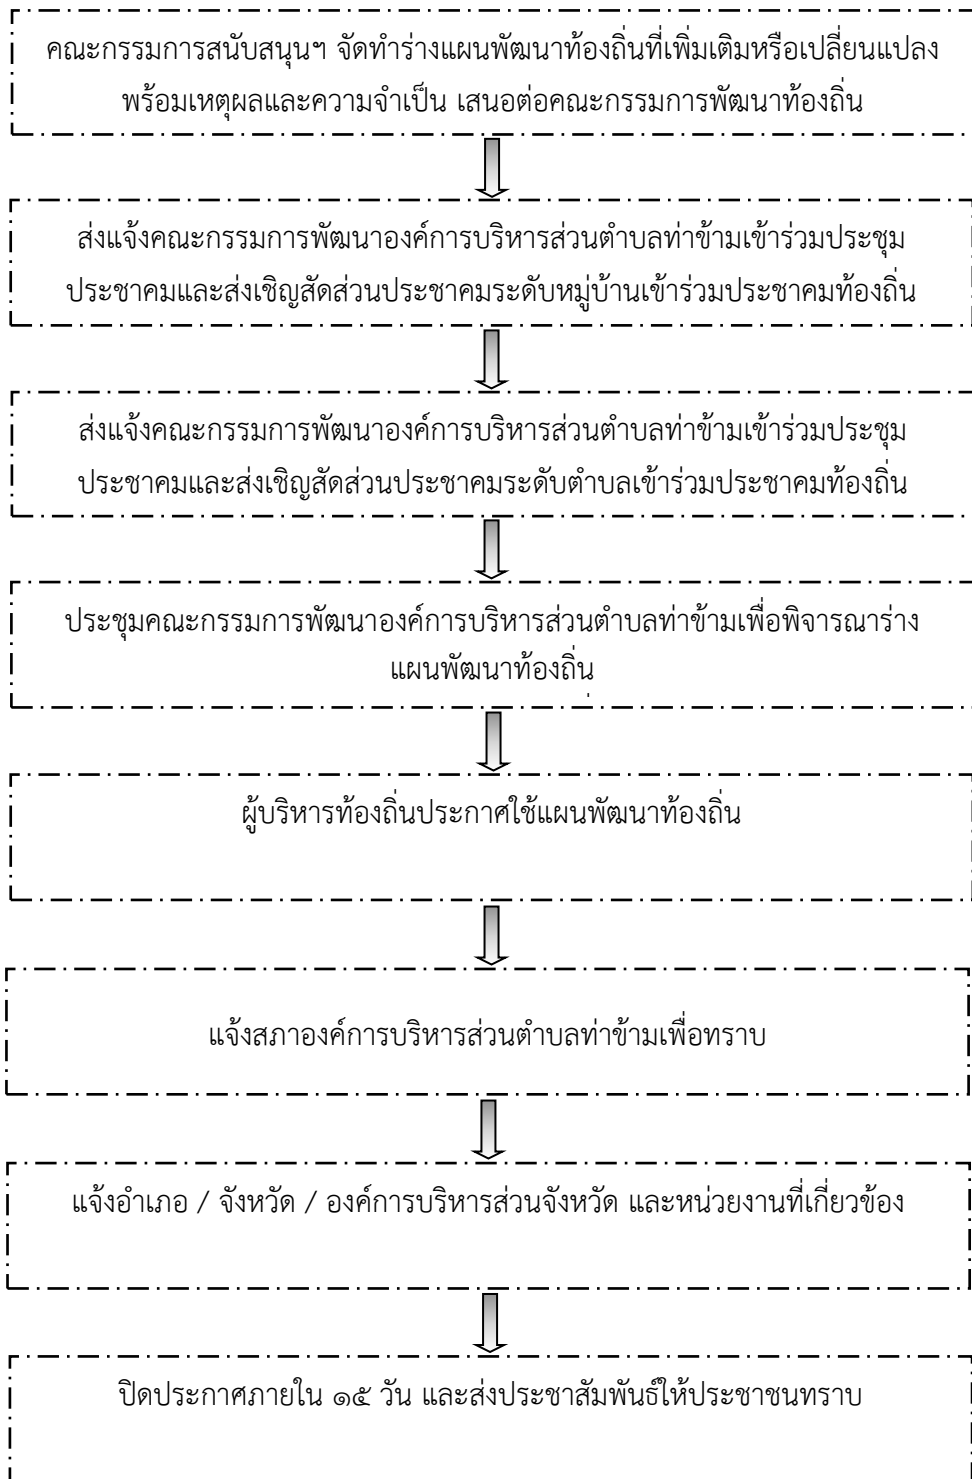 คณะกรรมการสนับสนุนฯ จัดทำร่างแผนพัฒนาท้องถิ่นที่เพิ่มเติมหรือเปลี่ยนแปลง
พร้อมเหตุผลและความจำเป็น เสนอต่อคณะกรรมการพัฒนาท้องถิ่น
ส่งแจ้งคณะกรรมการพัฒนาองค์การบริหารส่วนตำบลท่าข้ามเข้าร่วมประชุม
ประชาคมและส่งเชิญสัดส่วนประชาคมระดับหมู่บ้านเข้าร่วมประชาคมท้องถิ่น
ส่งแจ้งคณะกรรมการพัฒนาองค์การบริหารส่วนตำบลท่าข้ามเข้าร่วมประชุม
ประชาคมและส่งเชิญสัดส่วนประชาคมระดับตำบลเข้าร่วมประชาคมท้องถิ่น
ประชุมคณะกรรมการพัฒนาองค์การบริหารส่วนตำบลท่าข้ามเพื่อพิจารณาร่าง
แผนพัฒนาท้องถิ่น
ผู้บริหารท้องถิ่นประกาศใช้แผนพัฒนาท้องถิ่น
แจ้งสภาองค์การบริหารส่วนตำบลท่าข้ามเพื่อทราบ
แจ้งอำเภอ / จังหวัด / องค์การบริหารส่วนจังหวัด และหน่วยงานที่เกี่ยวข้อง
ปิดประกาศภายใน ๑๕ วัน และส่งประชาสัมพันธ์ให้ประชาชนทราบ